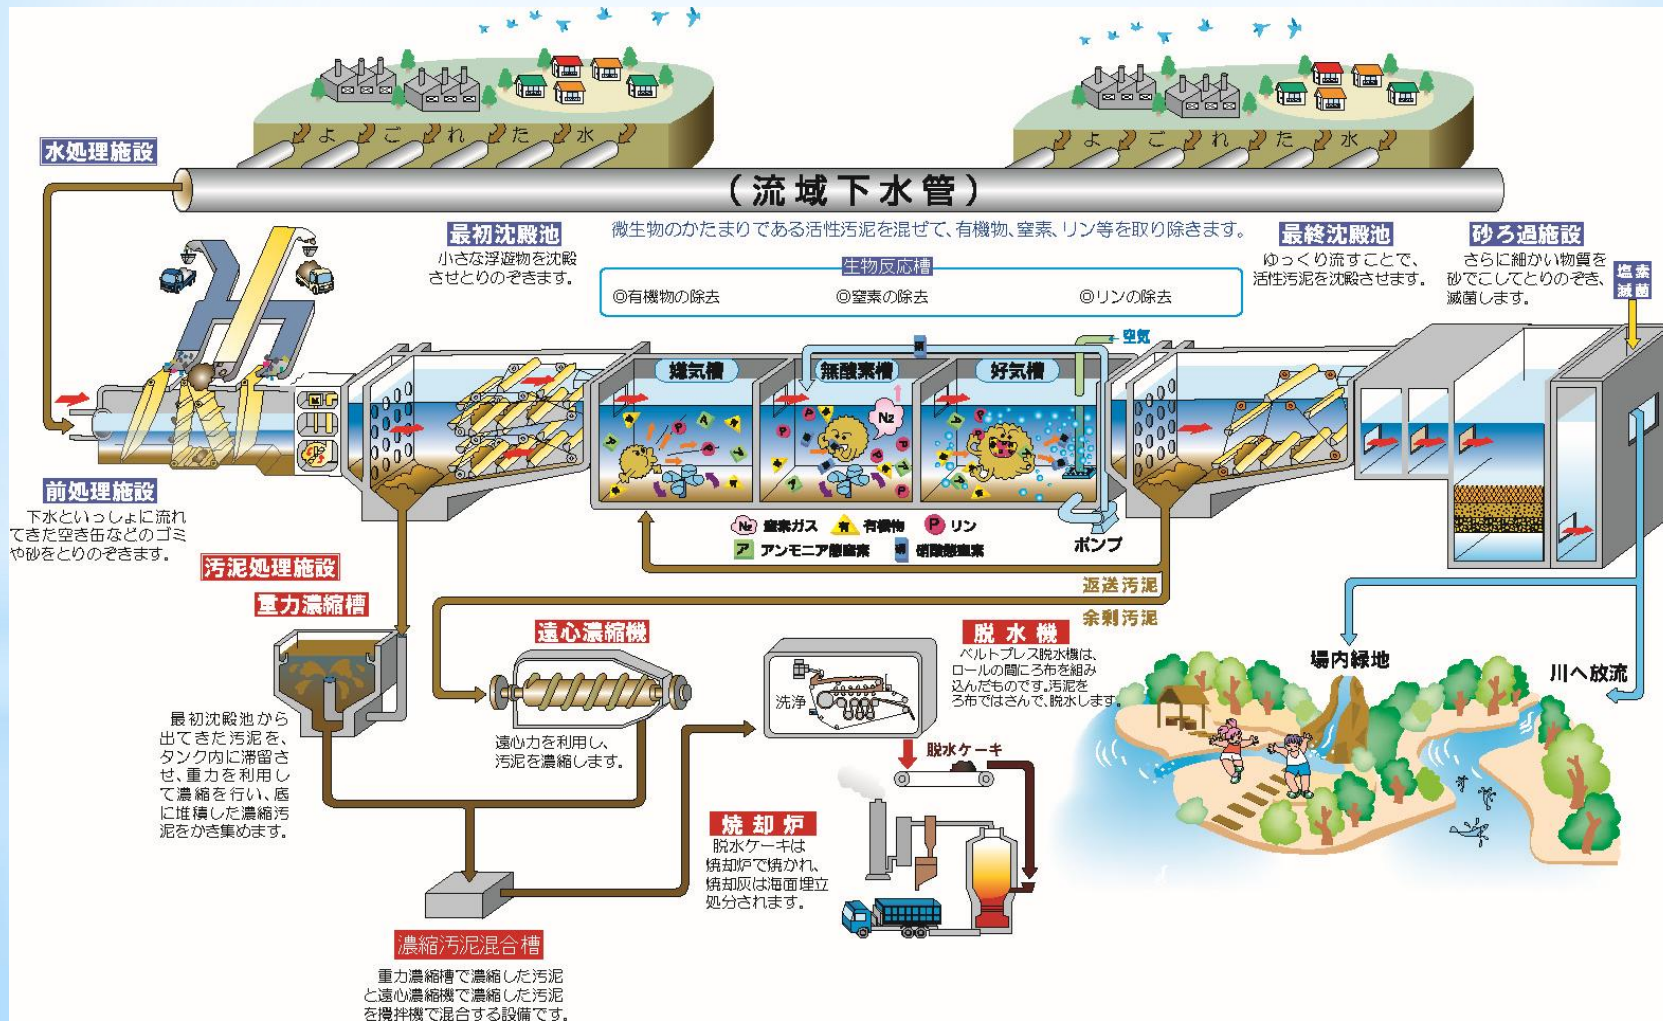 よごれた水
よごれた水
水処理施設
(流域下水管)
最初沈殿池
小さな浮遊物を沈殿
させとりのぞきます。
微生物のかたまりである活性汚泥を混ぜて、有機物、窒素、リン等を取り除きます。
生物反応槽
◎有機物の除去
◎窒素の除去
◎リンの除去
最終沈殿池
ゆっくり流すことで、
活性汚泥を沈殿させます。
砂ろ過施設
さらに細かい物質を
砂でこしてとりのぞき、
滅菌します。
塩素
滅菌
空気
嫌気槽
無酸素槽
好気槽
硝
N2
前処理施設
下水といっしょに流れ
てきた空き缶などのゴミ
や砂をとりのぞきます。
N2 窒素ガス
有 有機物
P リン
ア アンモニア態窒素
硝 硝酸態窒素
ポンプ
返送汚泥
余剰汚泥
汚泥処理施設
重力濃縮槽
最初沈殿池から
出てきた汚泥を、
タンク内に滞留さ
せ、重力を利用し
て濃縮を行い、底
に堆積した濃縮汚
泥をかき集めます。
遠心濃縮機
遠心力を利用し、
汚泥を濃縮します。
洗浄
脱水機
ベルトプレス脱水機は、
ロールの間にろ布を組み
込んだものです。汚泥を
ろ布ではさんで、脱水します。
脱水ケーキ
焼却炉
脱水ケーキは
焼却炉で焼かれ、
焼却灰は海面埋立
処分されます。
場内緑地
川へ放流
濃縮汚泥混合槽
重力濃縮槽で濃縮した汚泥
と遠心濃縮機で濃縮した汚泥
を攪拌機で混合する設備です。